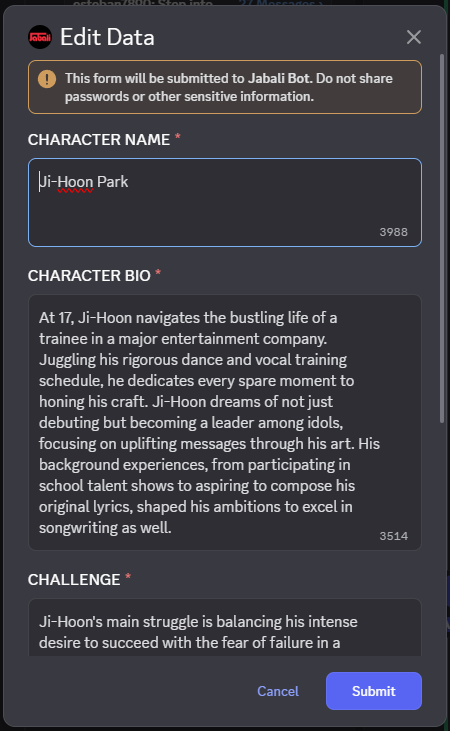 esteban7890: Step into
27 Messages ›
Jabali
Edit Data
This form will be submitted to Jabali Bot. Do not share
passwords or other sensitive information.
CHARACTER NAME *
Ji-Hoon Park
3988
CHARACTER BIO *
At 17, Ji-Hoon navigates the bustling life of a
trainee in a major entertainment company.
Juggling his rigorous dance and vocal training
schedule, he dedicates every spare moment to
honing his craft. Ji-Hoon dreams of not just
debuting but becoming a leader among idols,
focusing on uplifting messages through his art. His
background experiences, from participating in
school talent shows to aspiring to compose his
original lyrics, shaped his ambitions to excel in
songwriting as well.
3514
CHALLENGE *
Ji-Hoon's main struggle is balancing his intense
desire to succeed with the fear of failure in a
Cancel
Submit